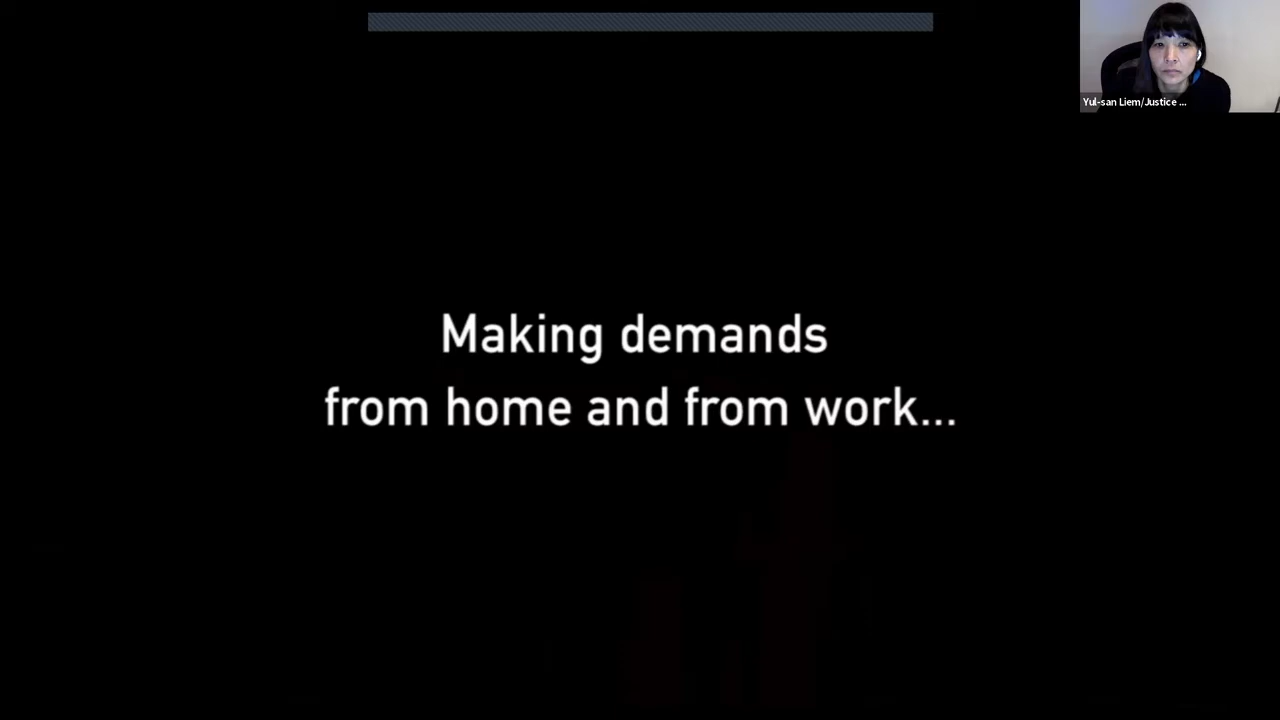 Yul-san Liem/Justice ...
Making demands
from home and from work...